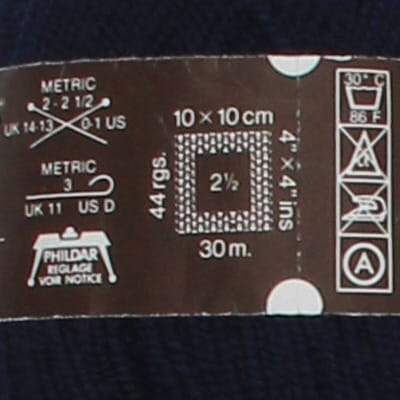 METRIC
2 - 2 1/2
UK 14-13 0-1 US
METRIC
3
UK 11 US D
PHILDAR
REGLAGE
VOIR NOTICE
10 × 10 cm
44 rgs.
2½
4" × 4" ins
30 m.
30° C
86 F
A